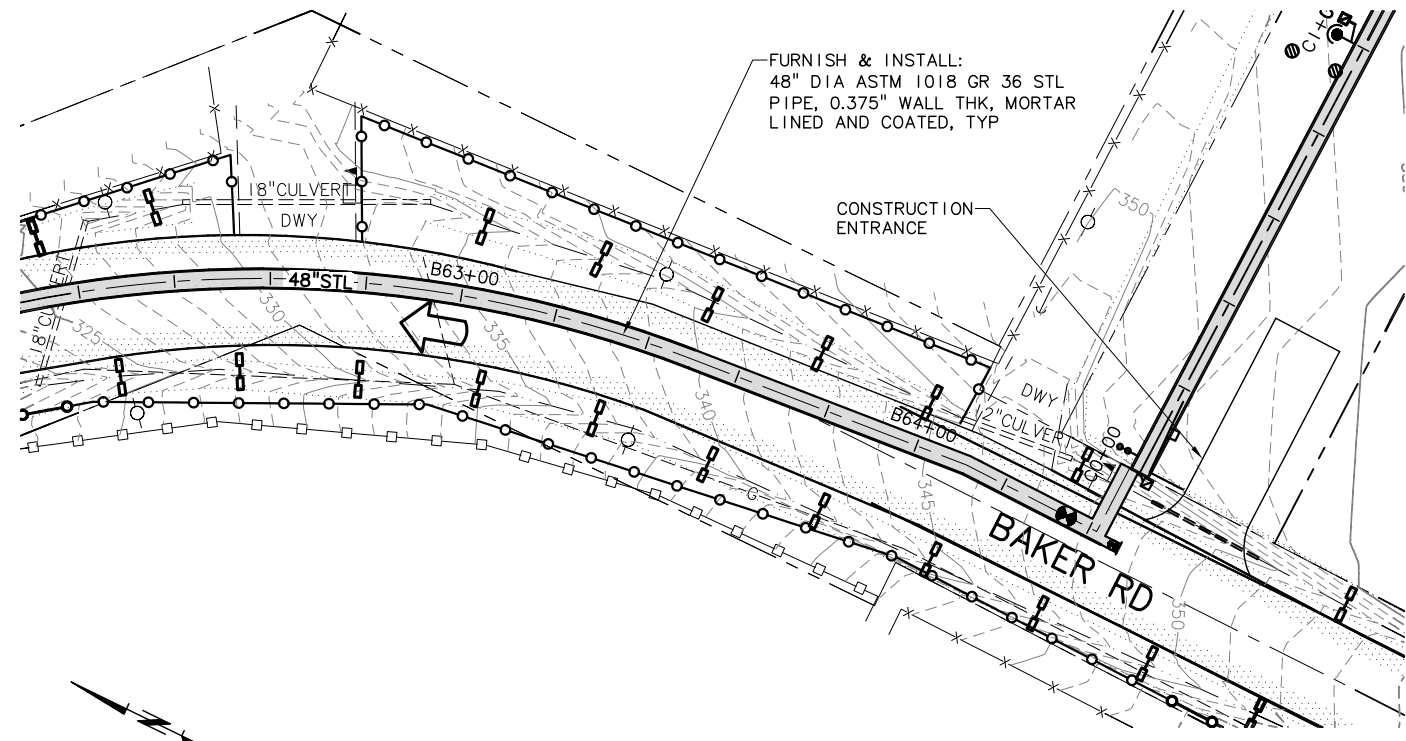 FURNISH & INSTALL:
48" DIA ASTM 1018 GR 36 STL
PIPE, 0.375" WALL THK, MORTAR
LINED AND COATED, TYP
18"CULVERT
DWY
CONSTRUCTION
ENTRANCE
350
B63+00
48"STL
330
325
335
DWY
12"CULVER
340
B64+00
G
345
BAKER RD
350
N